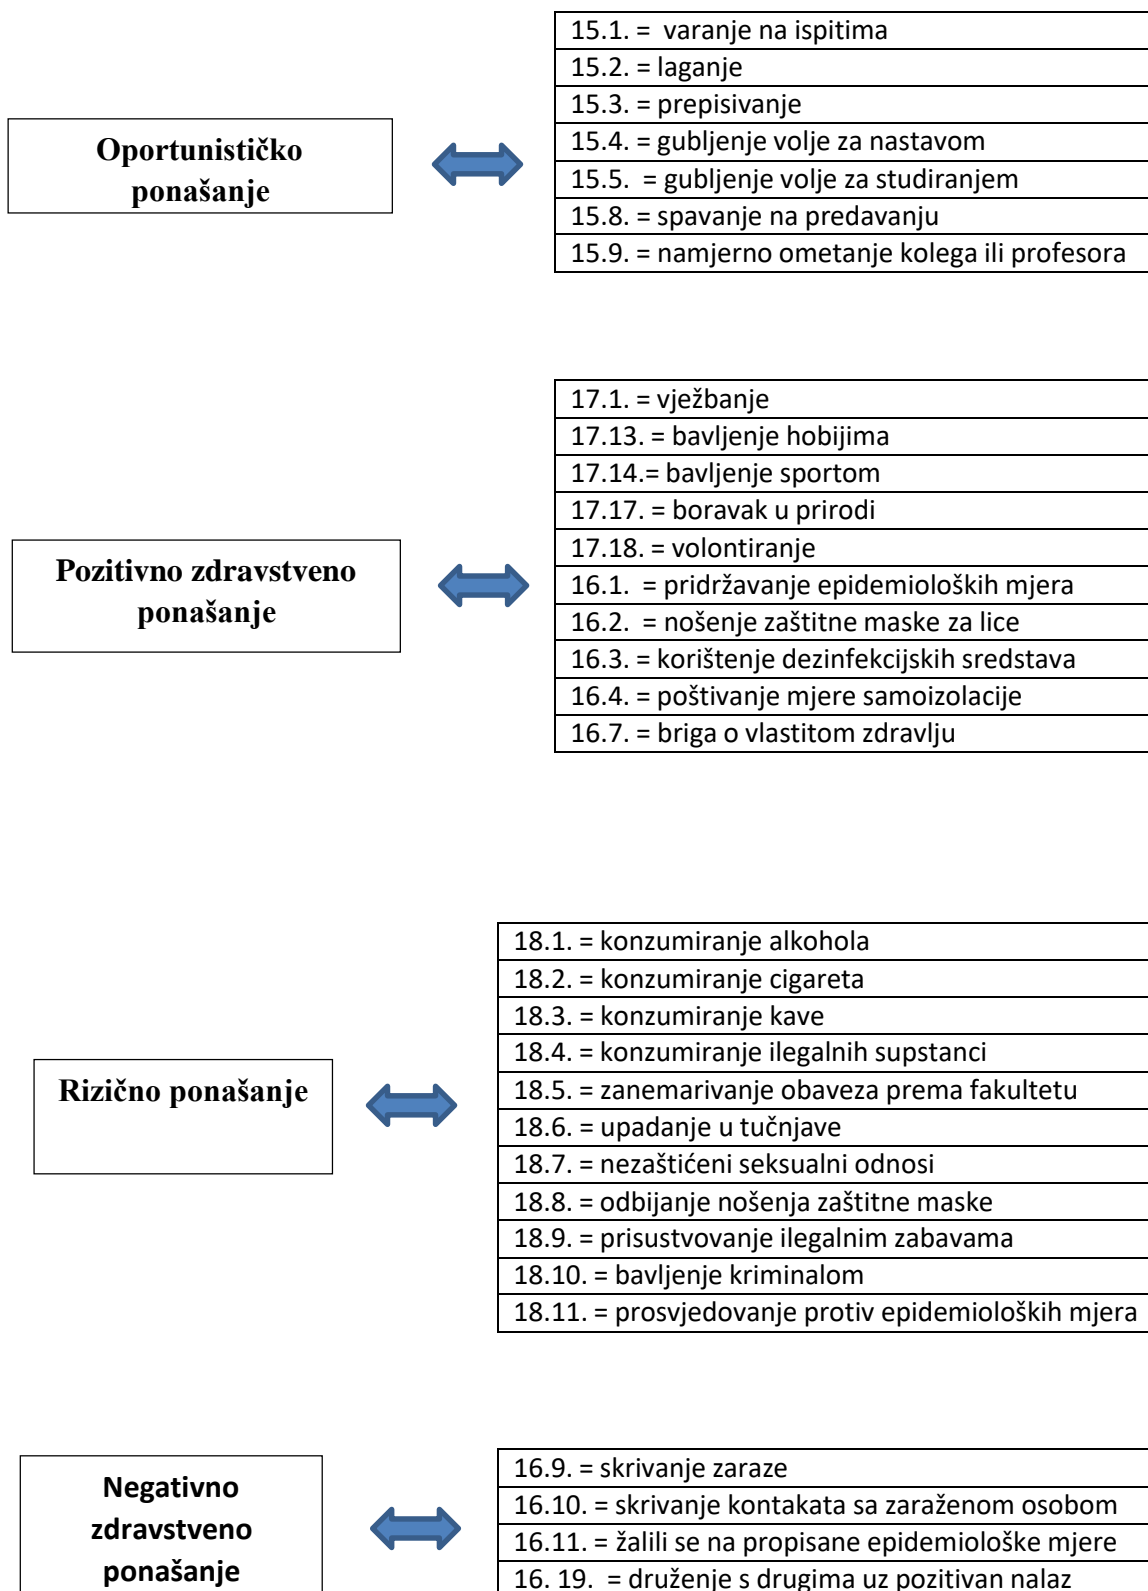 15.1. = varanje na ispitima
15.2. = laganje
15.3. = prepisivanje
15.4. = gubljenje volje za nastavom
15.5. = gubljenje volje za studiranjem
15.8. = spavanje na predavanju
15.9. = namjerno ometanje kolega ili profesora
Oportunističko
ponašanje
17.1. = vježbanje
17.13. = bavljenje hobijima
17.14.= bavljenje sportom
17.17. = boravak u prirodi
17.18. = volontiranje
16.1. = pridržavanje epidemioloških mjera
16.2. = nošenje zaštitne maske za lice
16.3. = korištenje dezinfekcijskih sredstava
16.4. = poštivanje mjere samoizolacije
16.7. = briga o vlastitom zdravlju
Pozitivno zdravstveno
ponašanje
18.1. = konzumiranje alkohola
18.2. = konzumiranje cigareta
18.3. = konzumiranje kave
18.4. = konzumiranje ilegalnih supstanci
18.5. = zanemarivanje obaveza prema fakultetu
18.6. = upadanje u tučnjave
18.7. = nezaštićeni seksualni odnosi
18.8. = odbijanje nošenja zaštitne maske
18.9. = prisustvovanje ilegalnim zabavama
18.10. = bavljenje kriminalom
18.11. = prosvjedovanje protiv epidemioloških mjera
Rizično ponašanje
16.9. = skrivanje zaraze
16.10. = skrivanje kontakata sa zaraženom osobom
16.11. = žalili se na propisane epidemiološke mjere
16. 19. = druženje s drugima uz pozitivan nalaz
Negativno
zdravstveno
ponašanje